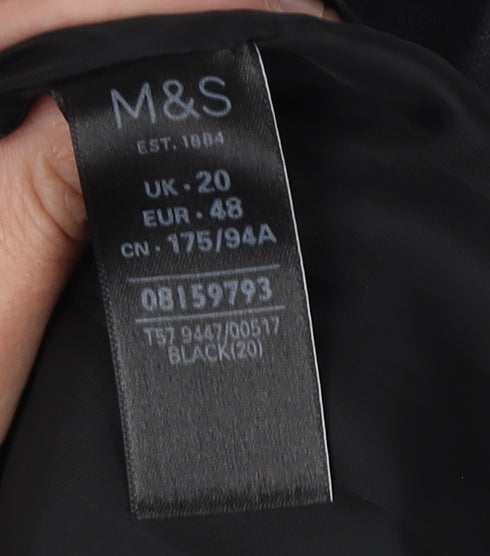 M&S
EST. 1884
UK · 20
EUR · 48
CN · 175/94A
08159793
T57 9447/00517
BLACK(20)